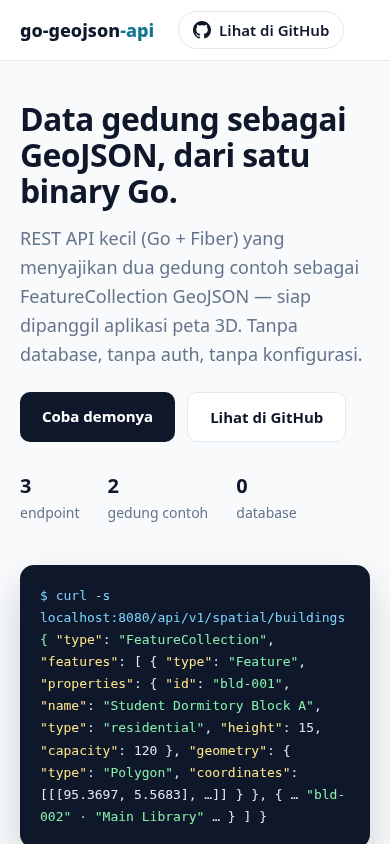 go-geojson-api
Lihat di GitHub
Data gedung sebagai
GeoJSON, dari satu
binary Go.
REST API kecil (Go + Fiber) yang
menyajikan dua gedung contoh sebagai
FeatureCollection GeoJSON — siap
dipanggil aplikasi peta 3D. Tanpa
database, tanpa auth, tanpa konfigurasi.
Coba demonya
Lihat di GitHub
3
endpoint
2
gedung contoh
0
database
$ curl -s
localhost:8080/api/v1/spatial/buildings
{ "type": "FeatureCollection",
"features": [ { "type": "Feature",
"properties": { "id": "bld-001",
"name": "Student Dormitory Block A",
"type": "residential", "height": 15,
"capacity": 120 }, "geometry": {
"type": "Polygon", "coordinates":
[[[95.3697, 5.5683], …]] } }, { … "bld-
002" · "Main Library" … } ] }